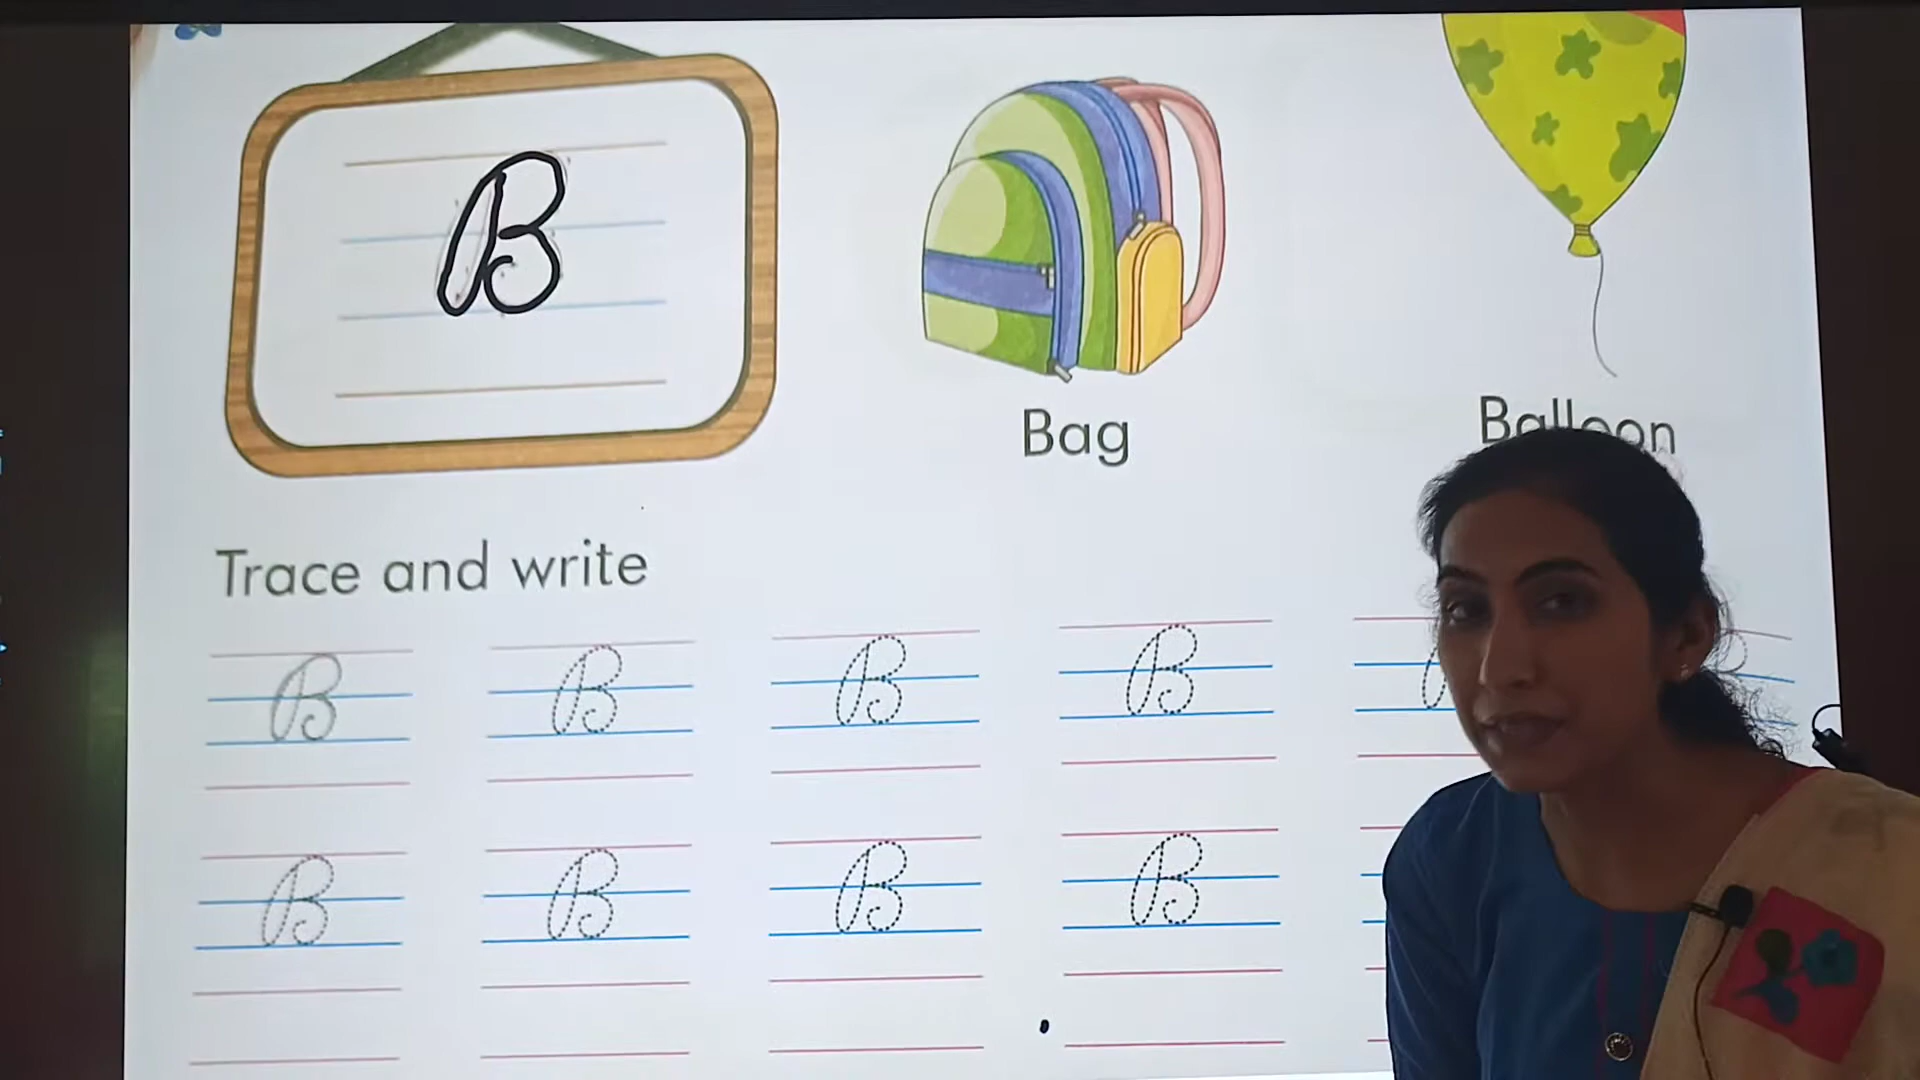 B
Bag
Balloon
Trace and write
B B B B
B B B B